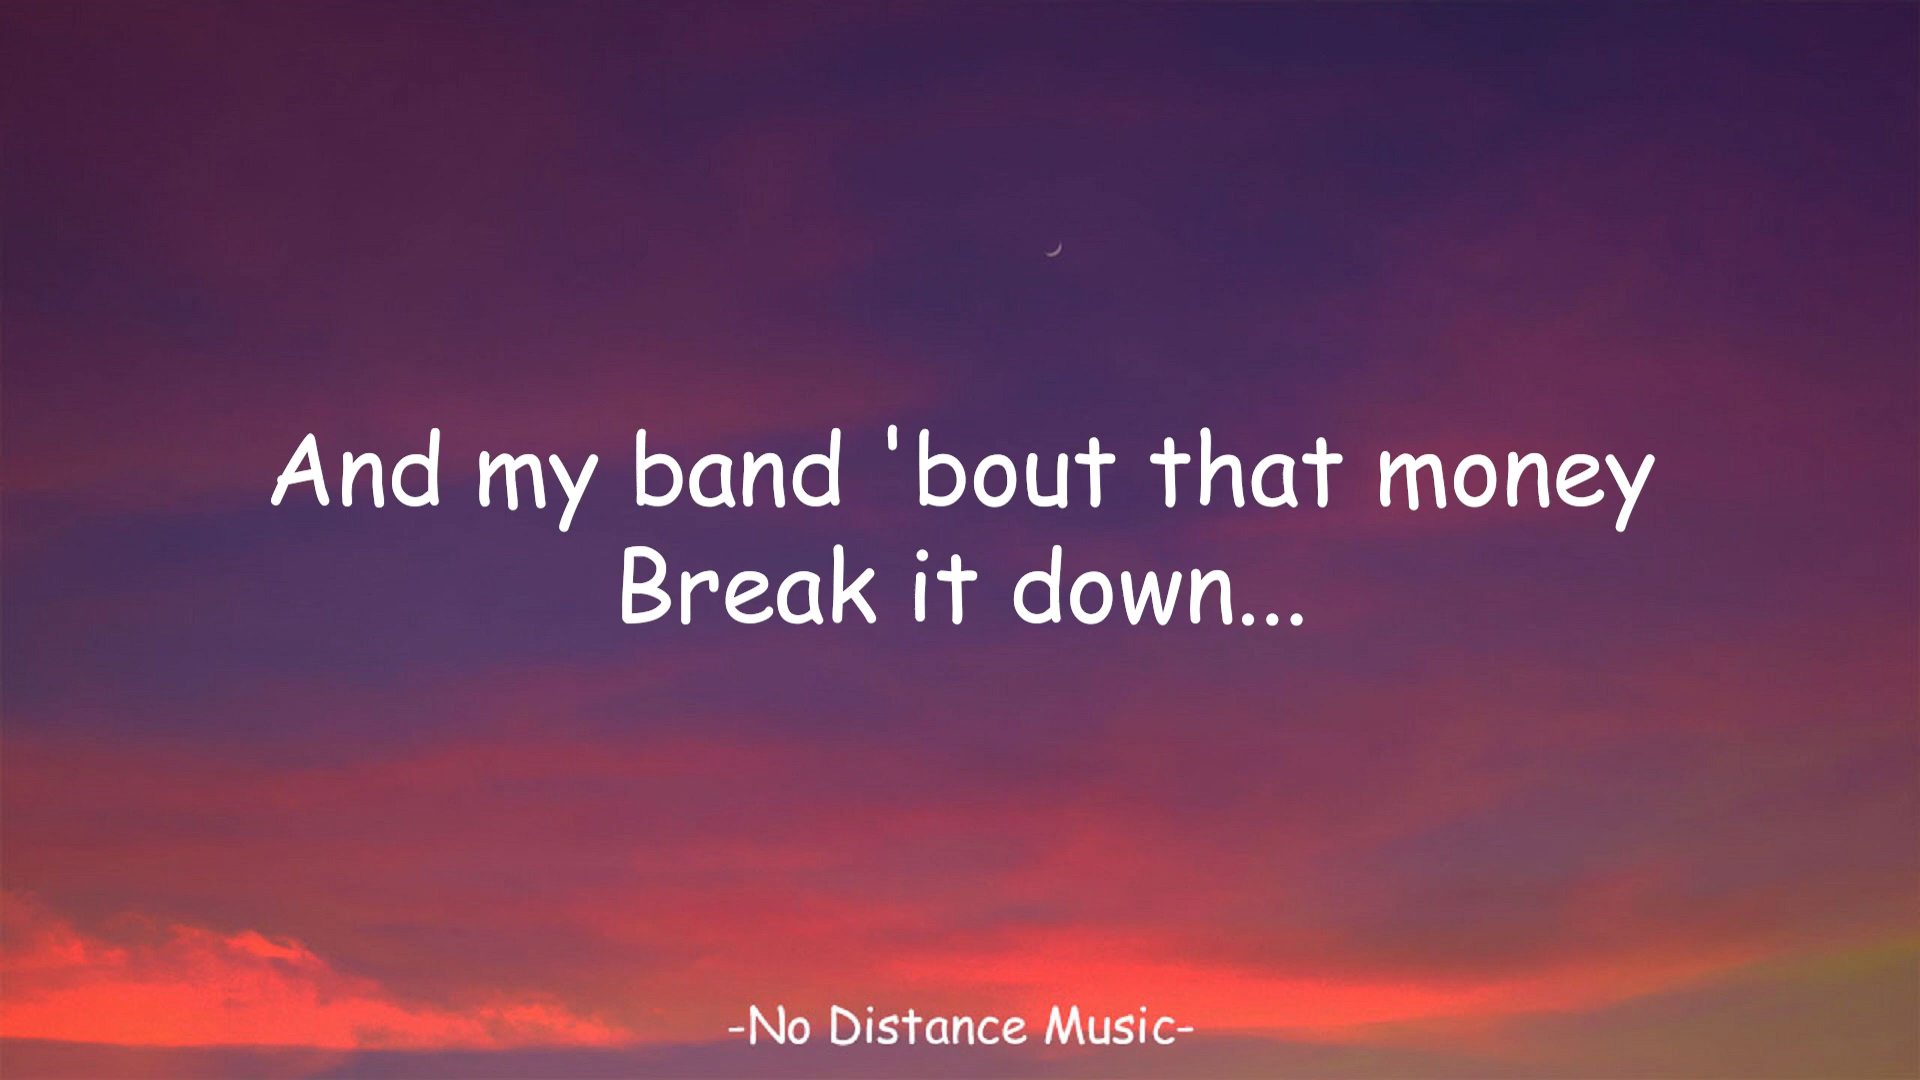 And my band 'bout that money
Break it down...
-No Distance Music-